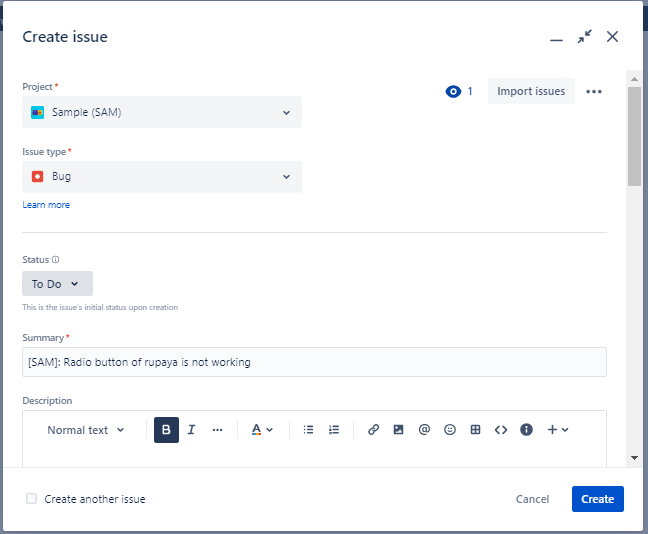 Create issue
Project *
1
Import issues
Sample (SAM)
Issue type *
Bug
Learn more
Status
To Do
This is the issue's initial status upon creation
Summary *
[SAM]: Radio button of rupaya is not working
Description
Normal text
B
I
A
@
Create another issue
Cancel
Create